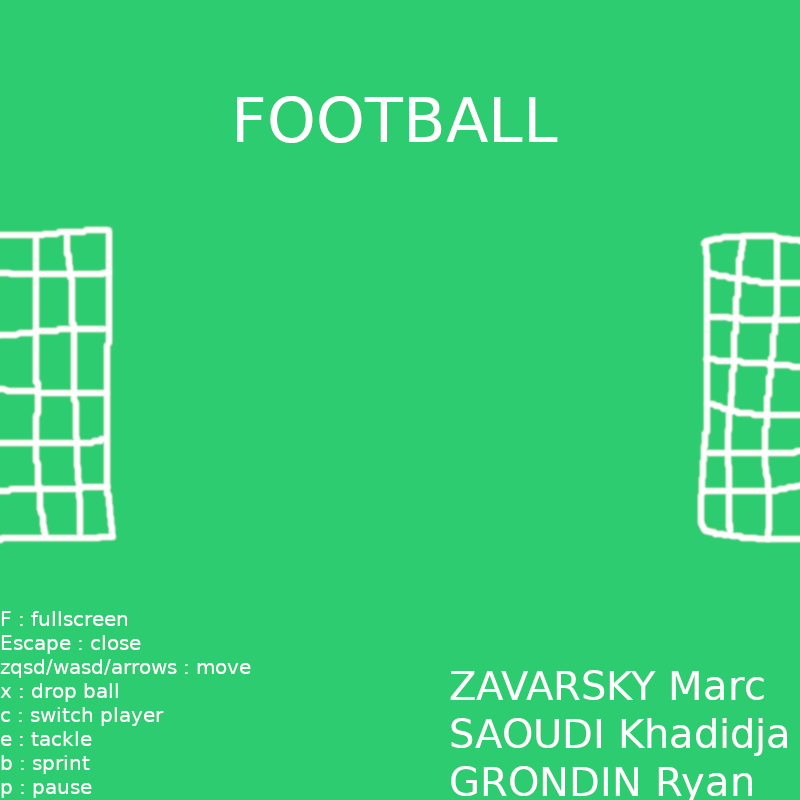 FOOTBALL
F : fullscreen
Escape : close
zqsd/wasd/arrows : move
x : drop ball
c : switch player
e : tackle
b : sprint
p : pause
ZAVARSKY Marc
SAOUDI Khadidja
GRONDIN Ryan